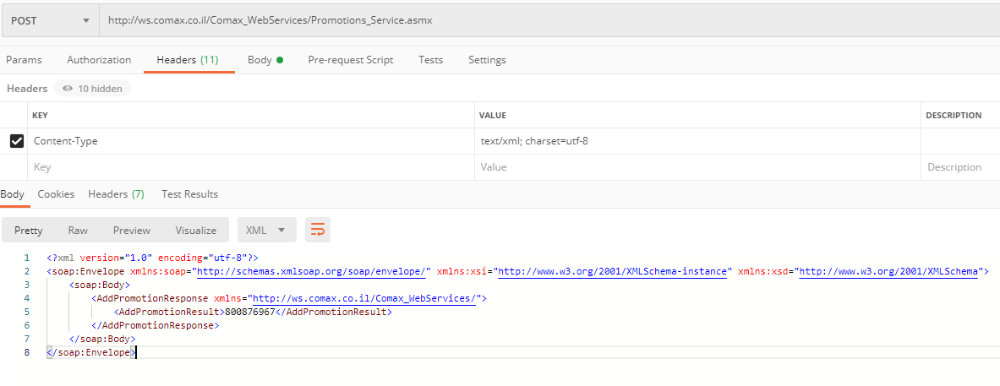 POST http://ws.comax.co.il/Comax_WebServices/Promotions_Service.asmx
Params Authorization Headers (11) Body Pre-request Script Tests Settings
Headers 10 hidden
KEY VALUE DESCRIPTION
Content-Type text/xml; charset=utf-8
Key Value Description
Body Cookies Headers (7) Test Results
Pretty Raw Preview Visualize XML
1 <?xml version="1.0" encoding="utf-8"?>
2 <soap:Envelope xmlns:soap="http://schemas.xmlsoap.org/soap/envelope/" xmlns:xsi="http://www.w3.org/2001/XMLSchema-instance" xmlns:xsd="http://www.w3.org/2001/XMLSchema">
3 <soap:Body>
4 <AddPromotionResponse xmlns="http://ws.comax.co.il/Comax_WebServices/">
5 <AddPromotionResult>800876967</AddPromotionResult>
6 </AddPromotionResponse>
7 </soap:Body>
8 </soap:Envelope>